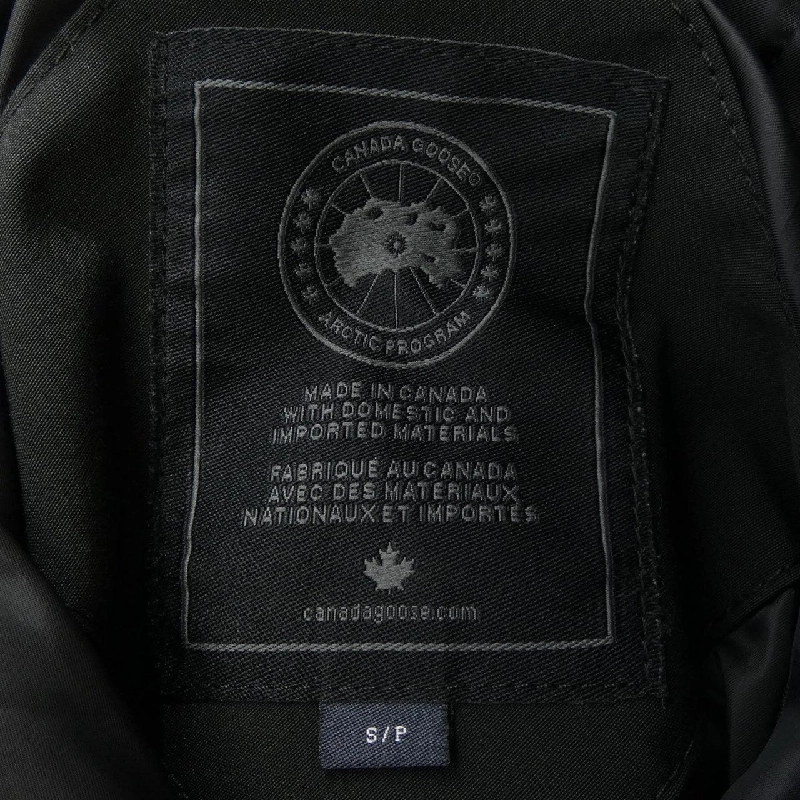 CANADA GOOSE®
ARCTIC PROGRAM
MADE IN CANADA
WITH DOMESTIC AND
IMPORTED MATERIALS
FABRIQUÉ AU CANADA
AVEC DES MATÉRIAUX
NATIONAUX ET IMPORTÉS
canadagoose.com
S/P